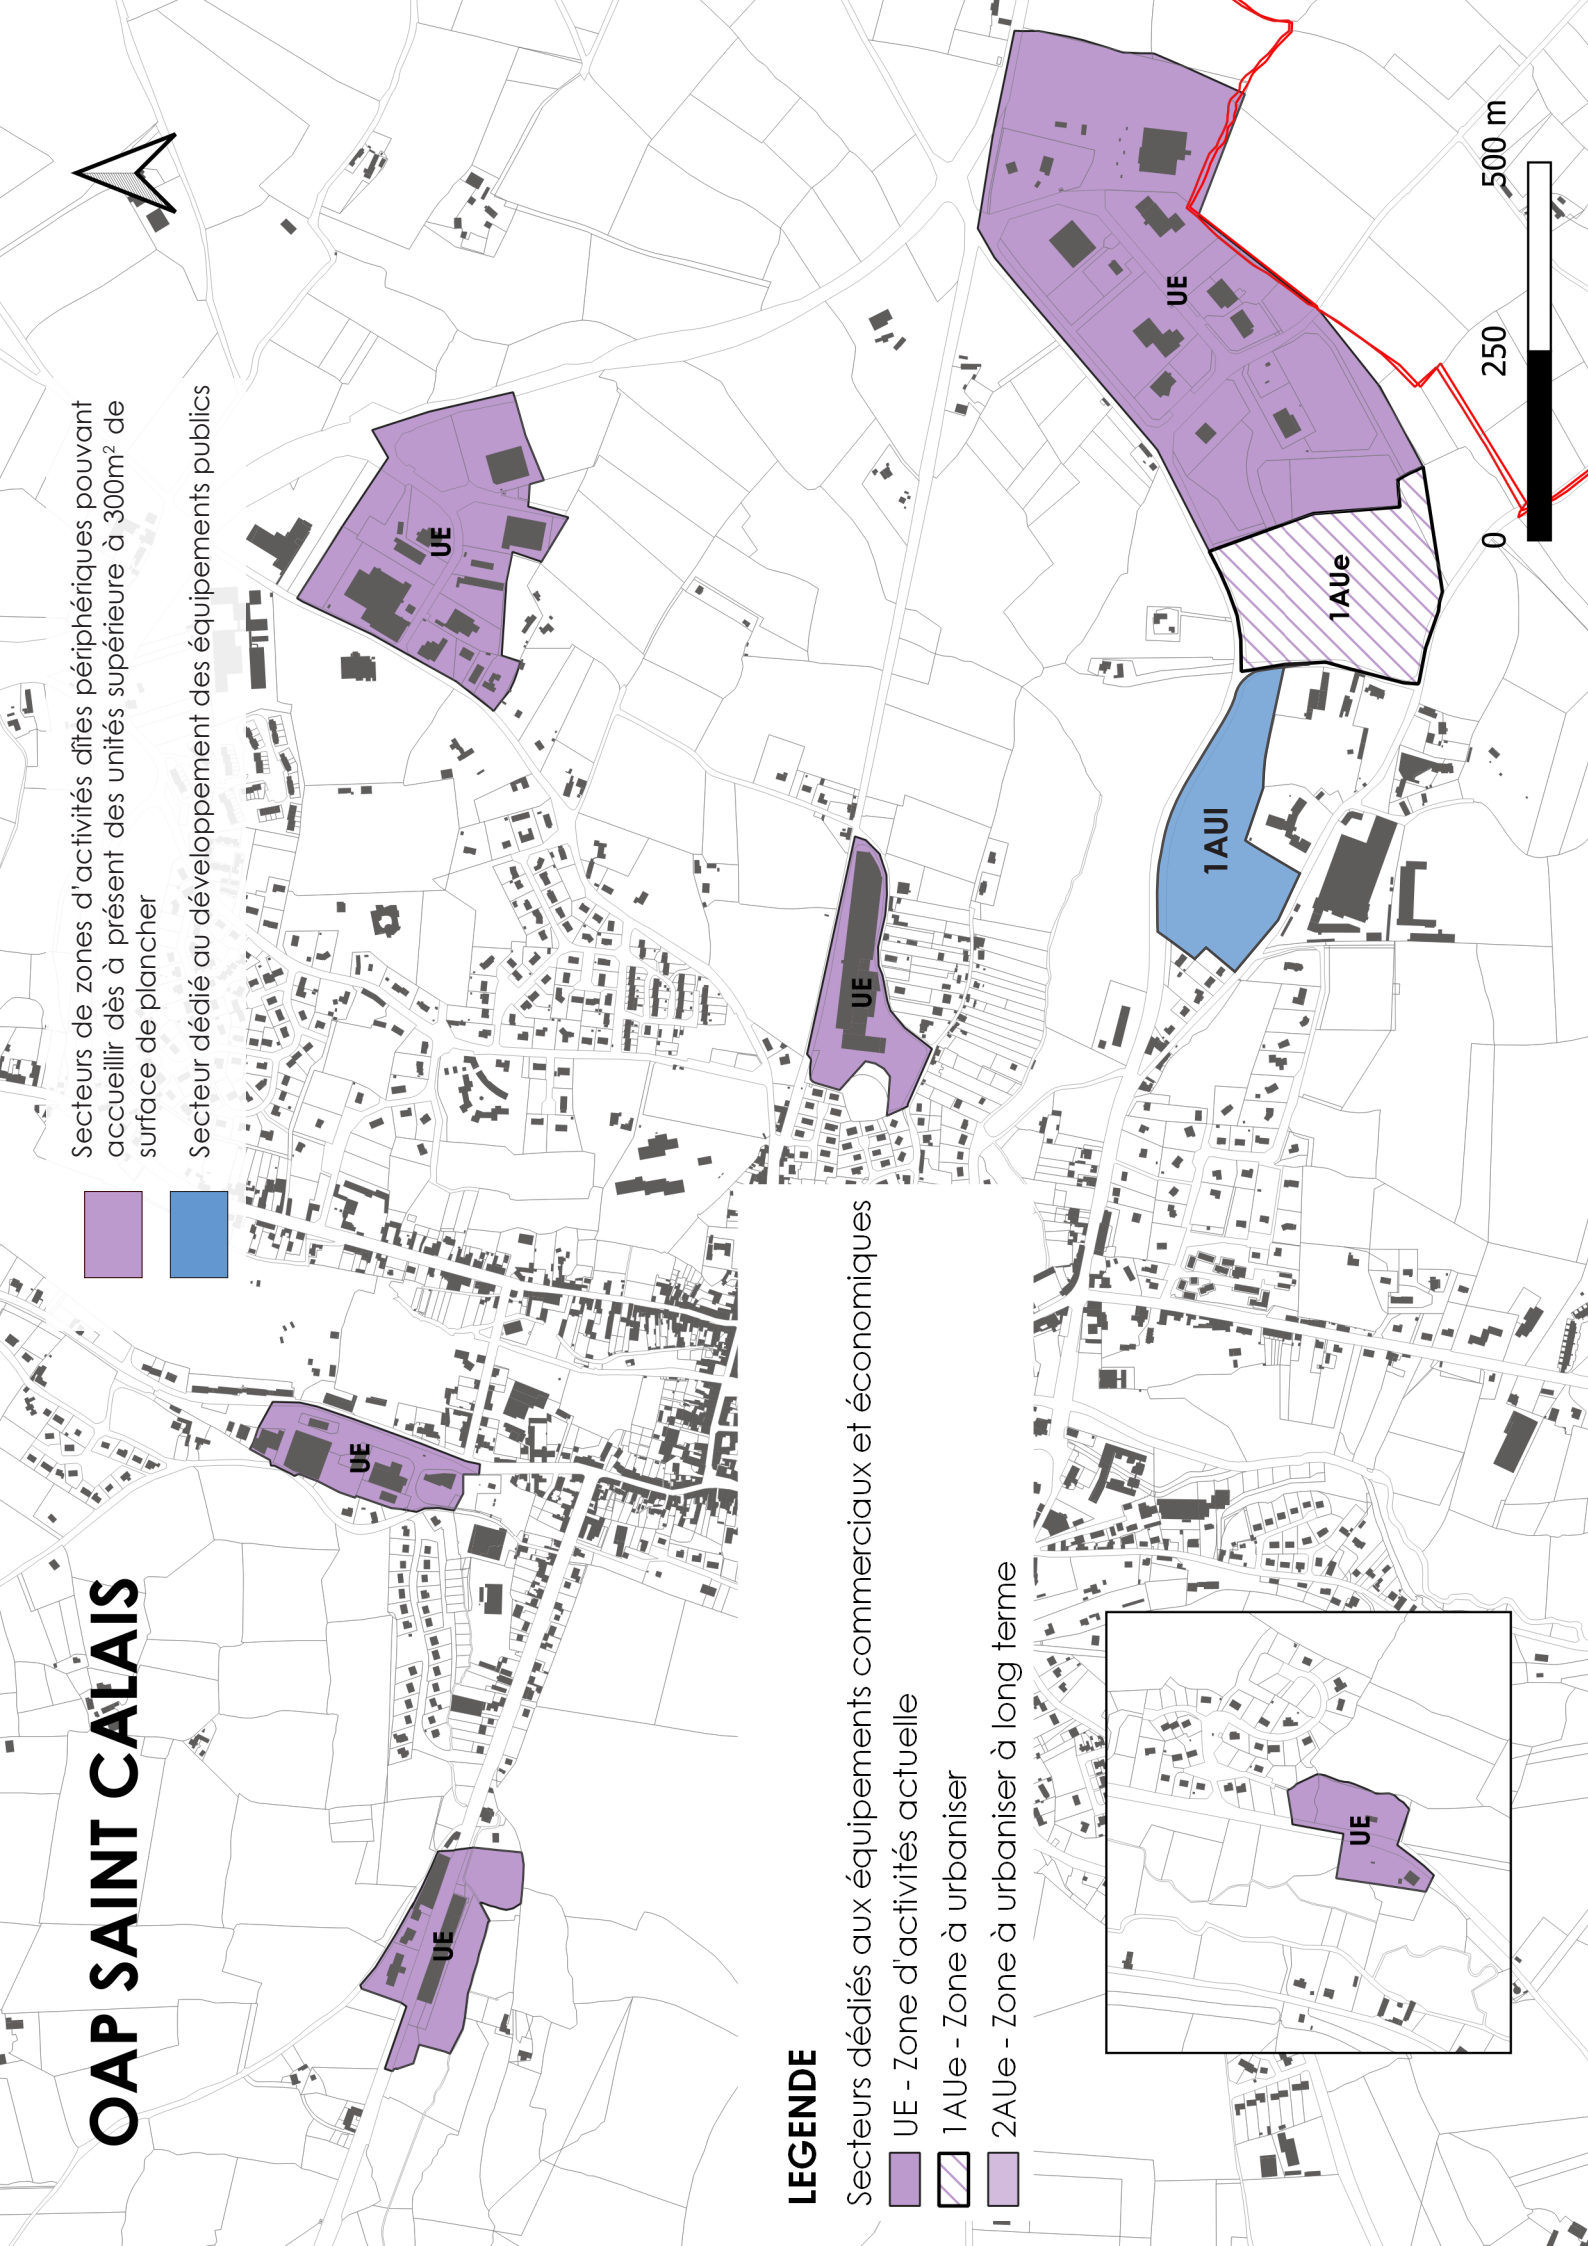 OAP SAINT CALAIS
Secteurs de zones d'activités dîtes périphériques pouvant
accueillir dès à présent des unités supérieure à 300m² de
surface de plancher
Secteur dédié au développement des équipements publics
UE
UE
UE
UE
UE
1AUe
1AUl
UE
LEGENDE
Secteurs dédiés aux équipements commerciaux et économiques
UE - Zone d'activités actuelle
1AUe - Zone à urbaniser
2AUe - Zone à urbaniser à long terme
0
250
500 m